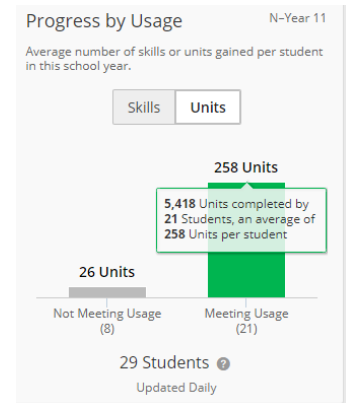 Progress by Usage
N–Year 11
Average number of skills or units gained per student
in this school year.
Skills
Units
258 Units
5,418 Units completed by
21 Students, an average of
258 Units per student
26 Units
Not Meeting Usage
(8)
Meeting Usage
(21)
29 Students ?
Updated Daily